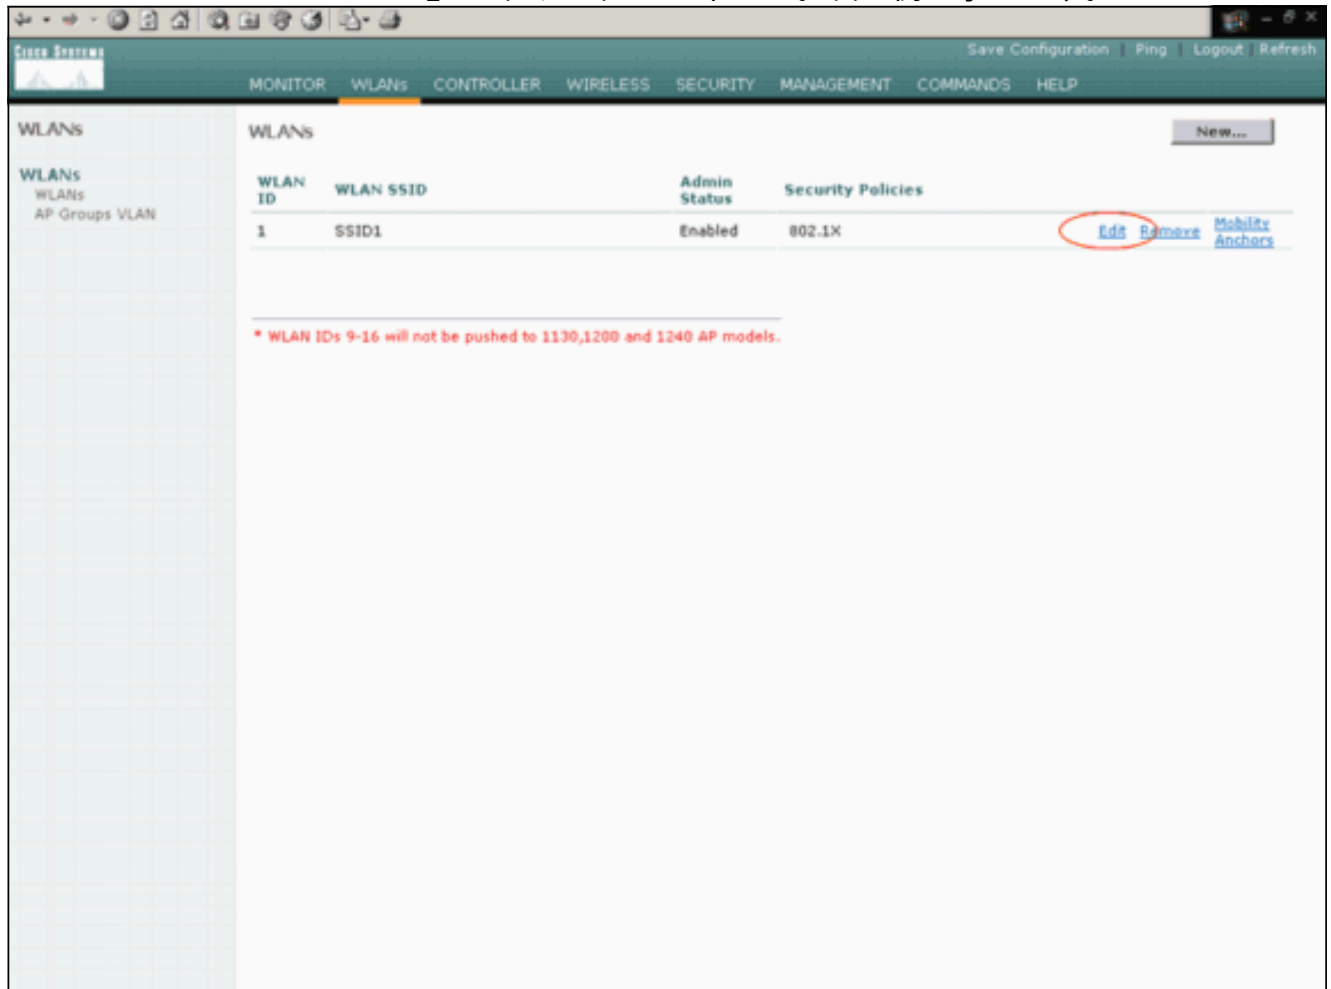 Save Configuration | Ping | Logout | Refresh
CISCO SYSTEMS
MONITOR WLANs CONTROLLER WIRELESS SECURITY MANAGEMENT COMMANDS HELP
WLANs
WLANs
WLANs
AP Groups VLAN
WLANs
New...
WLAN ID WLAN SSID Admin Status Security Policies
1 SSID1 Enabled 802.1X Edit Remove Mobility Anchors
* WLAN IDs 9-16 will not be pushed to 1130,1200 and 1240 AP models.